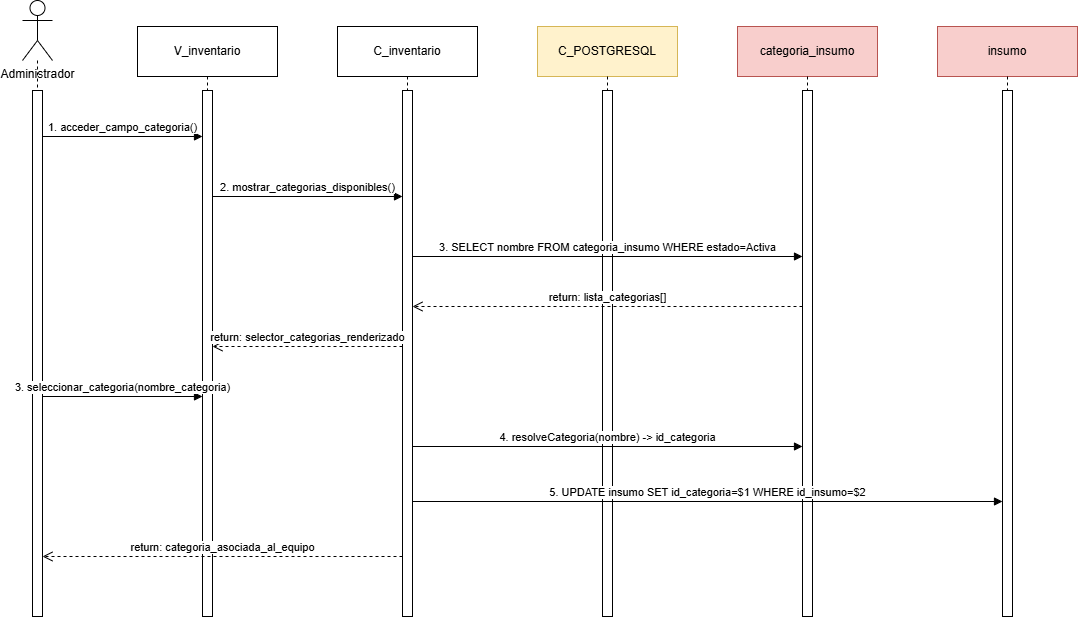 Administrador
V_inventario
C_inventario
C_POSTGRESQL
categoria_insumo
insumo
1. acceder_campo_categoria()
2. mostrar_categorias_disponibles()
3. SELECT nombre FROM categoria_insumo WHERE estado=Activa
return: lista_categorias[]
return: selector_categorias_renderizado
3. seleccionar_categoria(nombre_categoria)
4. resolveCategoria(nombre) -> id_categoria
5. UPDATE insumo SET id_categoria=$1 WHERE id_insumo=$2
return: categoria_asociada_al_equipo